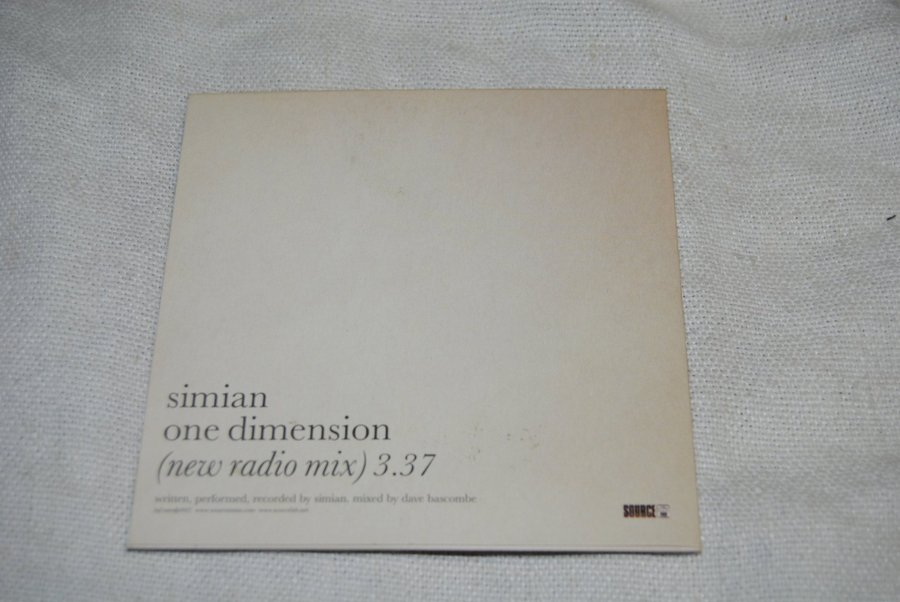 simian
one dimension
(new radio mix) 3.37
written, performed, recorded by simian. mixed by dave bascombe
SOURCE